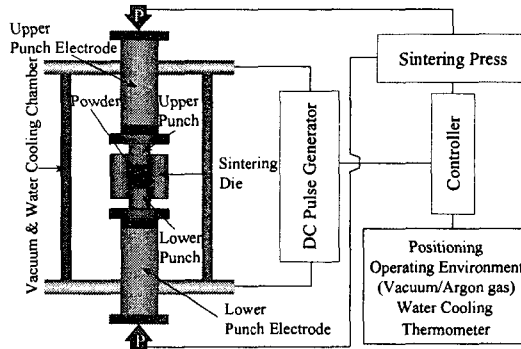 P
Upper
Punch Electrode
Powder
Upper
Punch
Sintering
Die
Lower
Punch
Lower
Punch Electrode
P
Vacuum & Water Cooling Chamber
DC Pulse Generator
Sintering Press
Controller
Positioning
Operating Environment
(Vacuum/Argon gas)
Water Cooling
Thermometer